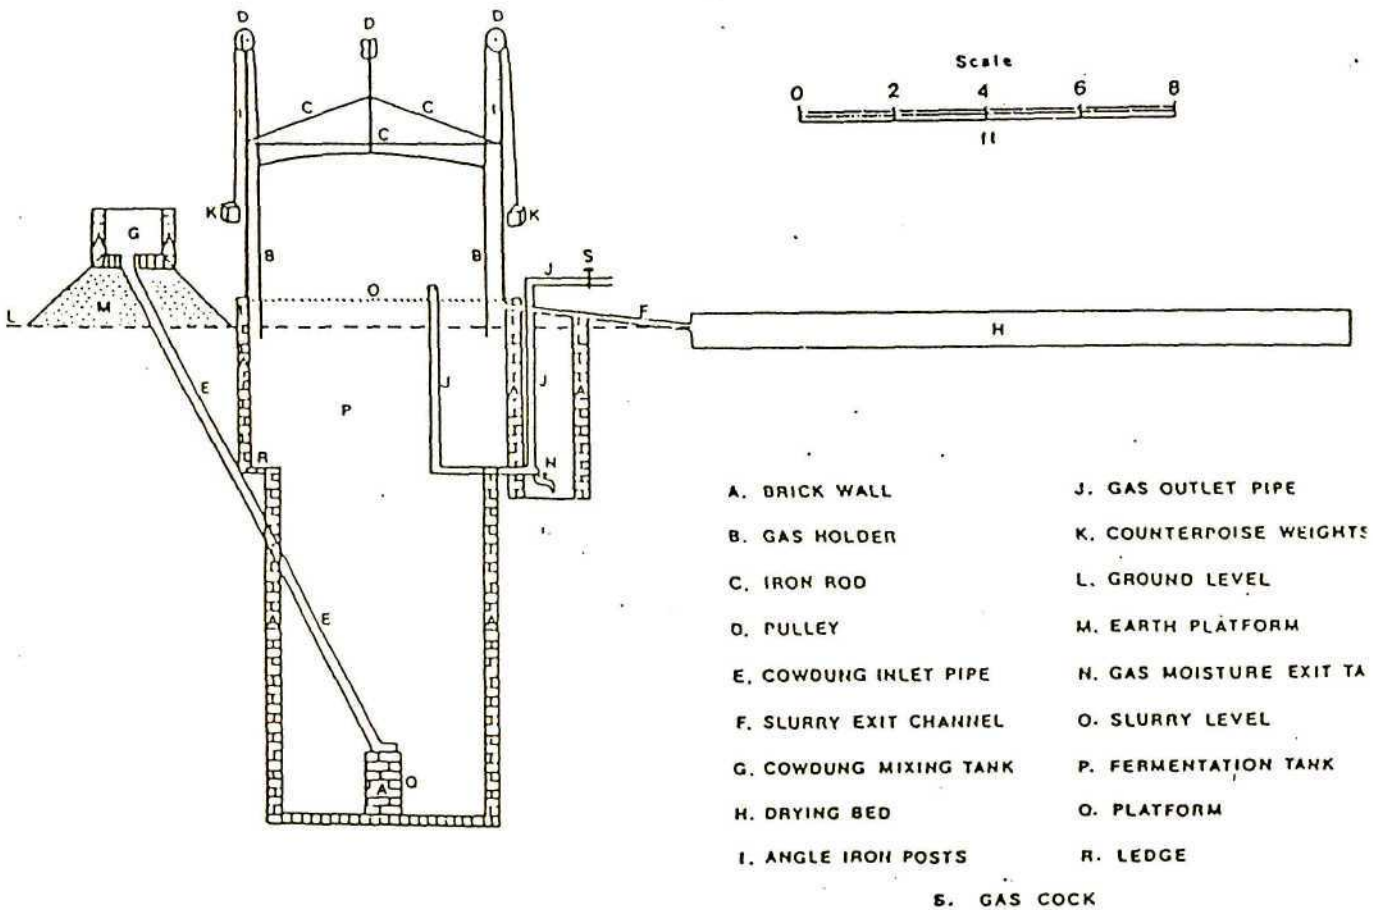 D D D
Scale
0 2 4 6 8
ft
C C
I I
C
K K
G
B B
J S
O
M
L
F
H
E
J J
P
R
N
E
A Q
A. BRICK WALL
B. GAS HOLDER
C. IRON ROD
D. PULLEY
E. COWDUNG INLET PIPE
F. SLURRY EXIT CHANNEL
G. COWDUNG MIXING TANK
H. DRYING BED
I. ANGLE IRON POSTS
J. GAS OUTLET PIPE
K. COUNTERPOISE WEIGHTS
L. GROUND LEVEL
M. EARTH PLATFORM
N. GAS MOISTURE EXIT TA
O. SLURRY LEVEL
P. FERMENTATION TANK
Q. PLATFORM
R. LEDGE
S. GAS COCK